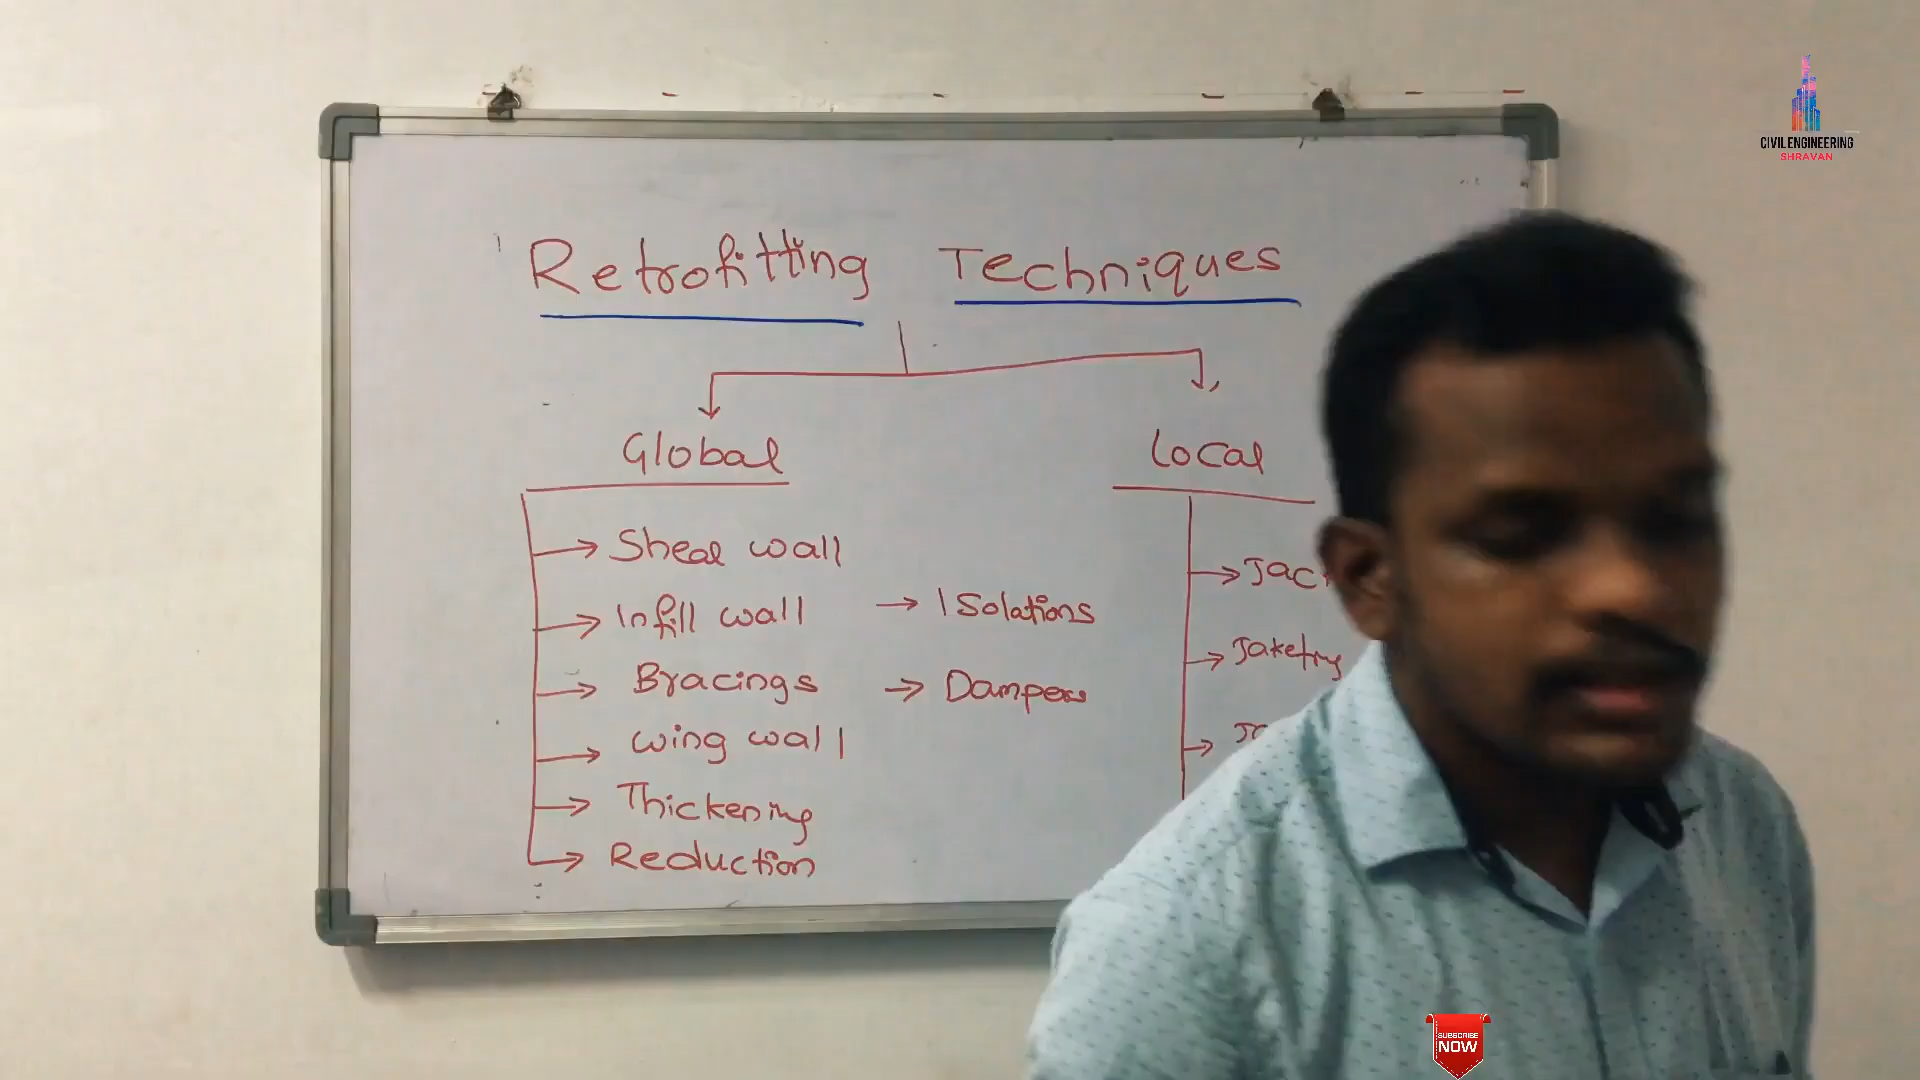 CIVIL ENGINEERING
SHRAVAN
Retrofitting Techniques
Global
Shear wall
Infill wall
Bracings
wing wall
Thickening
Reduction
Isolations
Dampers
Local
Jaketing
SUBSCRIBE
NOW